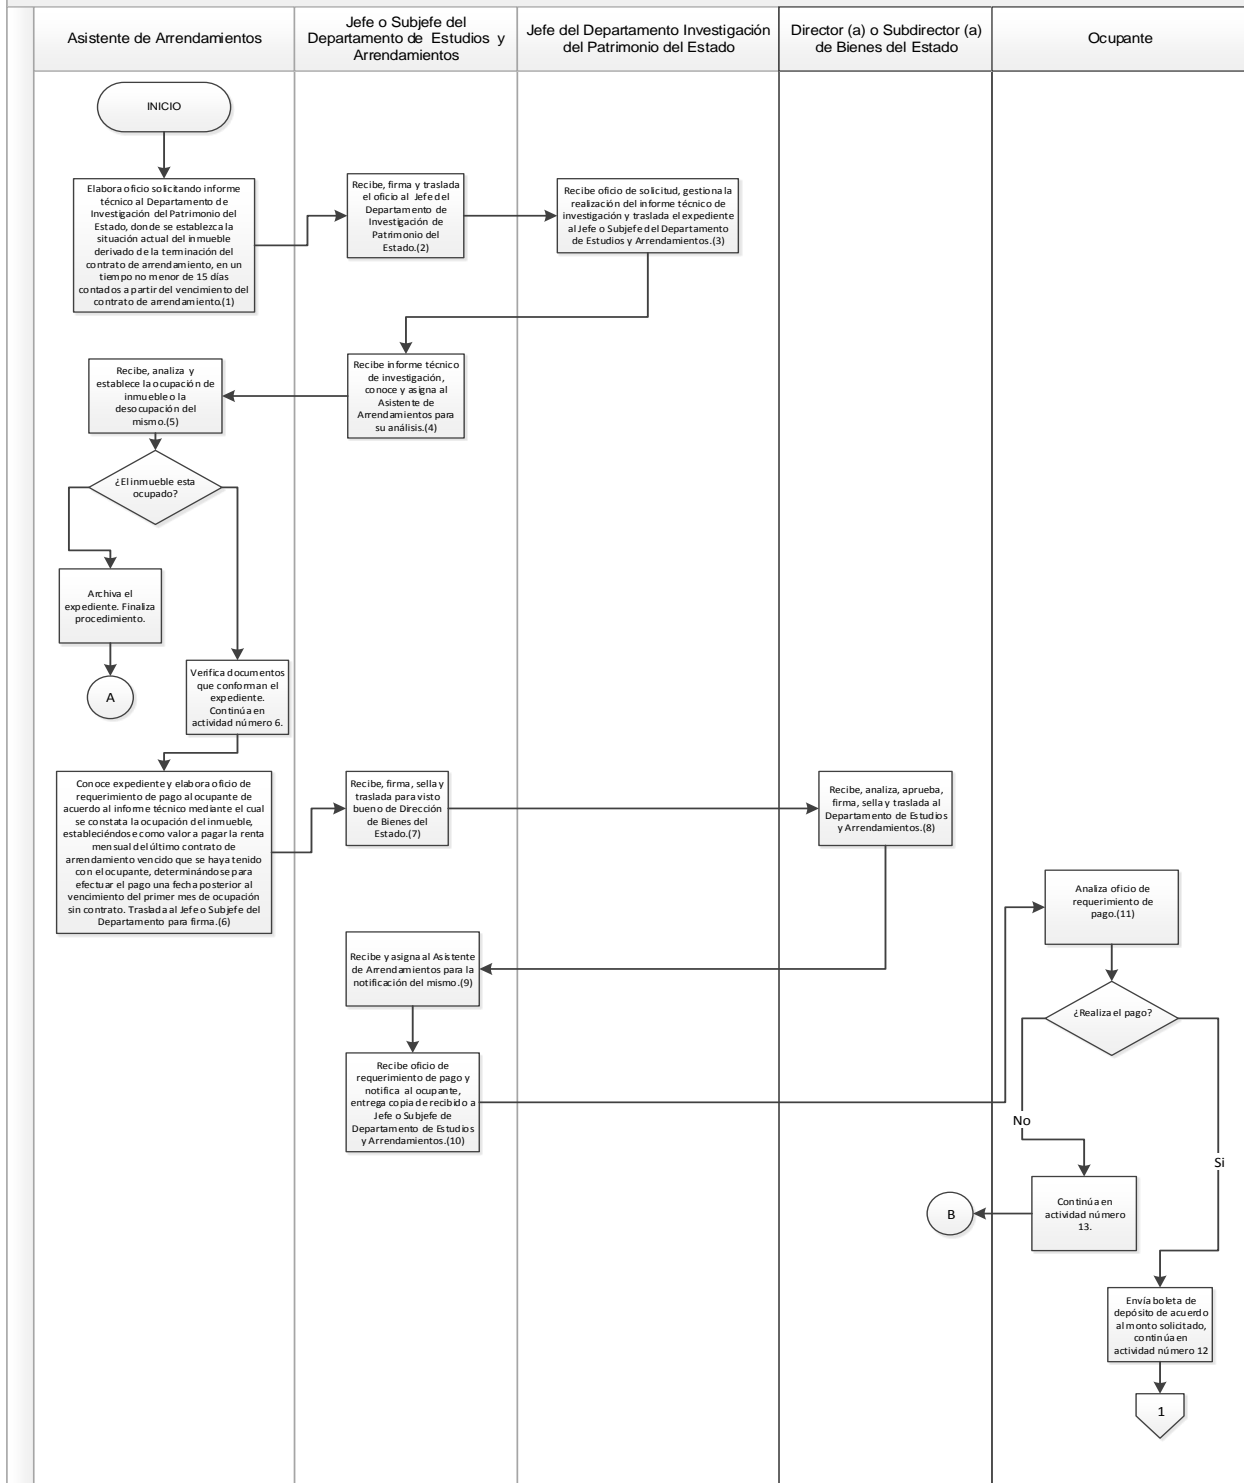 Asistente de Arrendamientos
Jefe o Subjefe del
Departamento de Estudios y
Arrendamientos
Jefe del Departamento Investigación
del Patrimonio del Estado
Director (a) o Subdirector (a)
de Bienes del Estado
Ocupante
INICIO
Elabora oficio solicitando informe
técnico al Departamento de
Investigación del Patrimonio del
Estado, donde se establezca la
situación actual del inmueble
derivado de la terminación del
contrato de arrendamiento, en un
tiempo no menor de 15 días
contados a partir del vencimiento del
contrato de arrendamiento.(1)
Recibe, firma y traslada
el oficio al Jefe del
Departamento de
Investigación de
Patrimonio del
Estado.(2)
Recibe oficio de solicitud, gestiona la
realización del informe técnico de
investigación y traslada el expediente
al Jefe o Subjefe del Departamento
de Estudios y Arrendamientos.(3)
Recibe informe técnico
de investigación,
conoce y asigna al
Asistente de
Arrendamientos para
su análisis.(4)
Recibe, analiza y
establece la ocupación de
inmueble o la
desocupación del
mismo.(5)
¿El inmueble esta
ocupado?
Archiva el
expediente. Finaliza
procedimiento.
A
Verifica documentos
que conforman el
expediente.
Continúa en
actividad número 6.
Conoce expediente y elabora oficio de
requerimiento de pago al ocupante de
acuerdo al informe técnico mediante el cual
se constata la ocupación del inmueble,
estableciéndose como valor a pagar la renta
mensual del último contrato de
arrendamiento vencido que se haya tenido
con el ocupante, determinándose para
efectuar el pago una fecha posterior al
vencimiento del primer mes de ocupación
sin contrato. Traslada al Jefe o Subjefe del
Departamento para firma.(6)
Recibe, firma, sella y
traslada para visto
bueno de Dirección
de Bienes del
Estado.(7)
Recibe, analiza, aprueba,
firma, sella y traslada al
Departamento de Estudios
y Arrendamientos.(8)
Recibe y asigna al Asistente
de Arrendamientos para la
notificación del mismo.(9)
Recibe oficio de
requerimiento de pago y
notifica al ocupante,
entrega copia de recibido a
Jefe o Subjefe de
Departamento de Estudios
y Arrendamientos.(10)
Analiza oficio de
requerimiento de
pago.(11)
¿Realiza el pago?
No
Si
Continúa en
actividad número
13.
B
Envía boleta de
depósito de acuerdo
al monto solicitado,
continúa en
actividad número 12
1